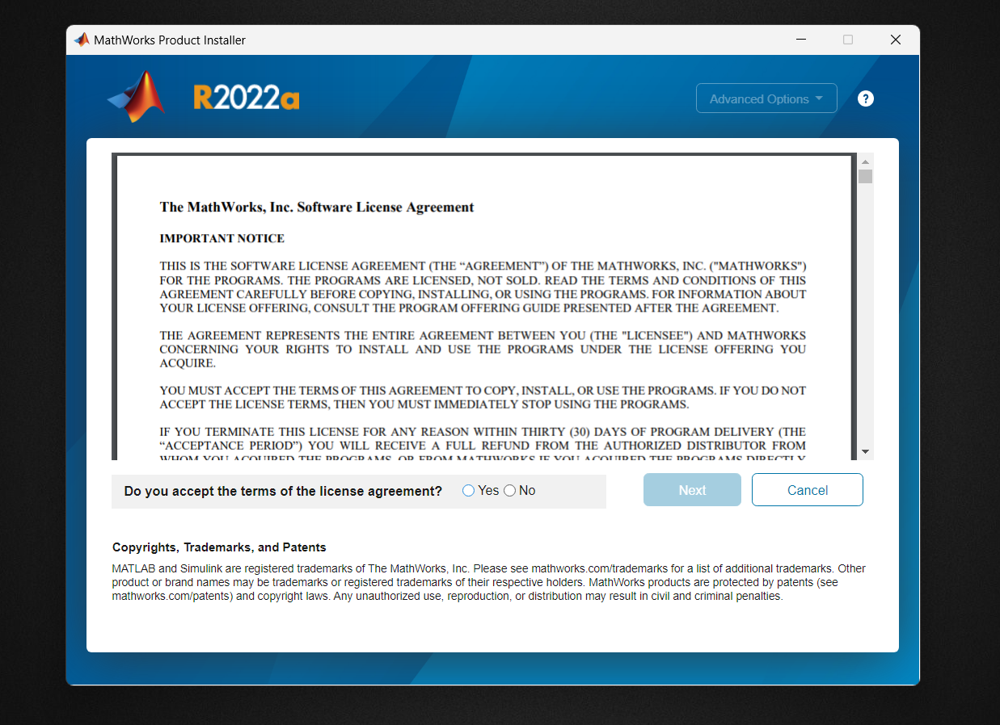 MathWorks Product Installer
R2022a
Advanced Options
?
The MathWorks, Inc. Software License Agreement
IMPORTANT NOTICE
THIS IS THE SOFTWARE LICENSE AGREEMENT (THE “AGREEMENT”) OF THE MATHWORKS, INC. ("MATHWORKS")
FOR THE PROGRAMS. THE PROGRAMS ARE LICENSED, NOT SOLD. READ THE TERMS AND CONDITIONS OF THIS
AGREEMENT CAREFULLY BEFORE COPYING, INSTALLING, OR USING THE PROGRAMS. FOR INFORMATION ABOUT
YOUR LICENSE OFFERING, CONSULT THE PROGRAM OFFERING GUIDE PRESENTED AFTER THE AGREEMENT.
THE AGREEMENT REPRESENTS THE ENTIRE AGREEMENT BETWEEN YOU (THE "LICENSEE") AND MATHWORKS
CONCERNING YOUR RIGHTS TO INSTALL AND USE THE PROGRAMS UNDER THE LICENSE OFFERING YOU
ACQUIRE.
YOU MUST ACCEPT THE TERMS OF THIS AGREEMENT TO COPY, INSTALL, OR USE THE PROGRAMS. IF YOU DO NOT
ACCEPT THE LICENSE TERMS, THEN YOU MUST IMMEDIATELY STOP USING THE PROGRAMS.
IF YOU TERMINATE THIS LICENSE FOR ANY REASON WITHIN THIRTY (30) DAYS OF PROGRAM DELIVERY (THE
“ACCEPTANCE PERIOD”) YOU WILL RECEIVE A FULL REFUND FROM THE AUTHORIZED DISTRIBUTOR FROM
WHOM YOU ACQUIRED THE PROGRAMS, OR FROM MATHWORKS IF YOU ACQUIRED THE PROGRAMS DIRECTLY
Do you accept the terms of the license agreement? Yes No
Next
Cancel
Copyrights, Trademarks, and Patents
MATLAB and Simulink are registered trademarks of The MathWorks, Inc. Please see mathworks.com/trademarks for a list of additional trademarks. Other
product or brand names may be trademarks or registered trademarks of their respective holders. MathWorks products are protected by patents (see
mathworks.com/patents) and copyright laws. Any unauthorized use, reproduction, or distribution may result in civil and criminal penalties.